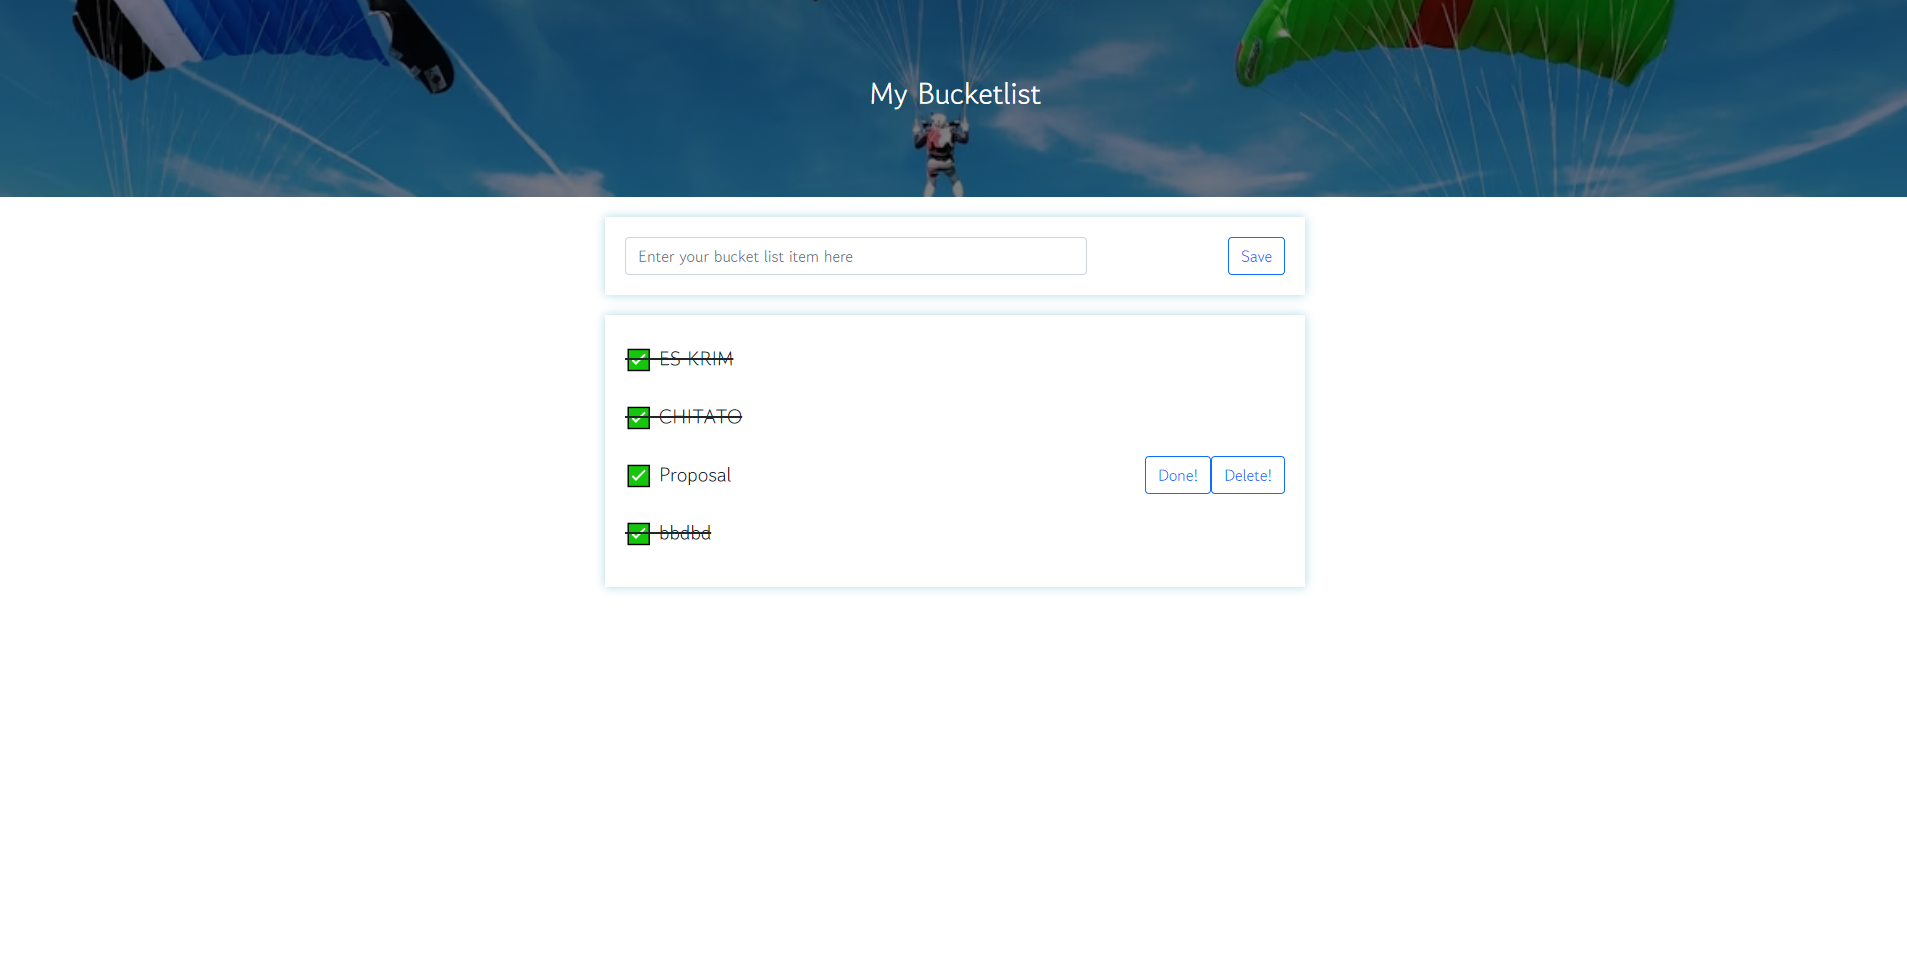 My Bucketlist
Enter your bucket list item here
Save
✅ ES KRIM
✅ CHITATO
✅ Proposal
Done!
Delete!
✅ bbdbd